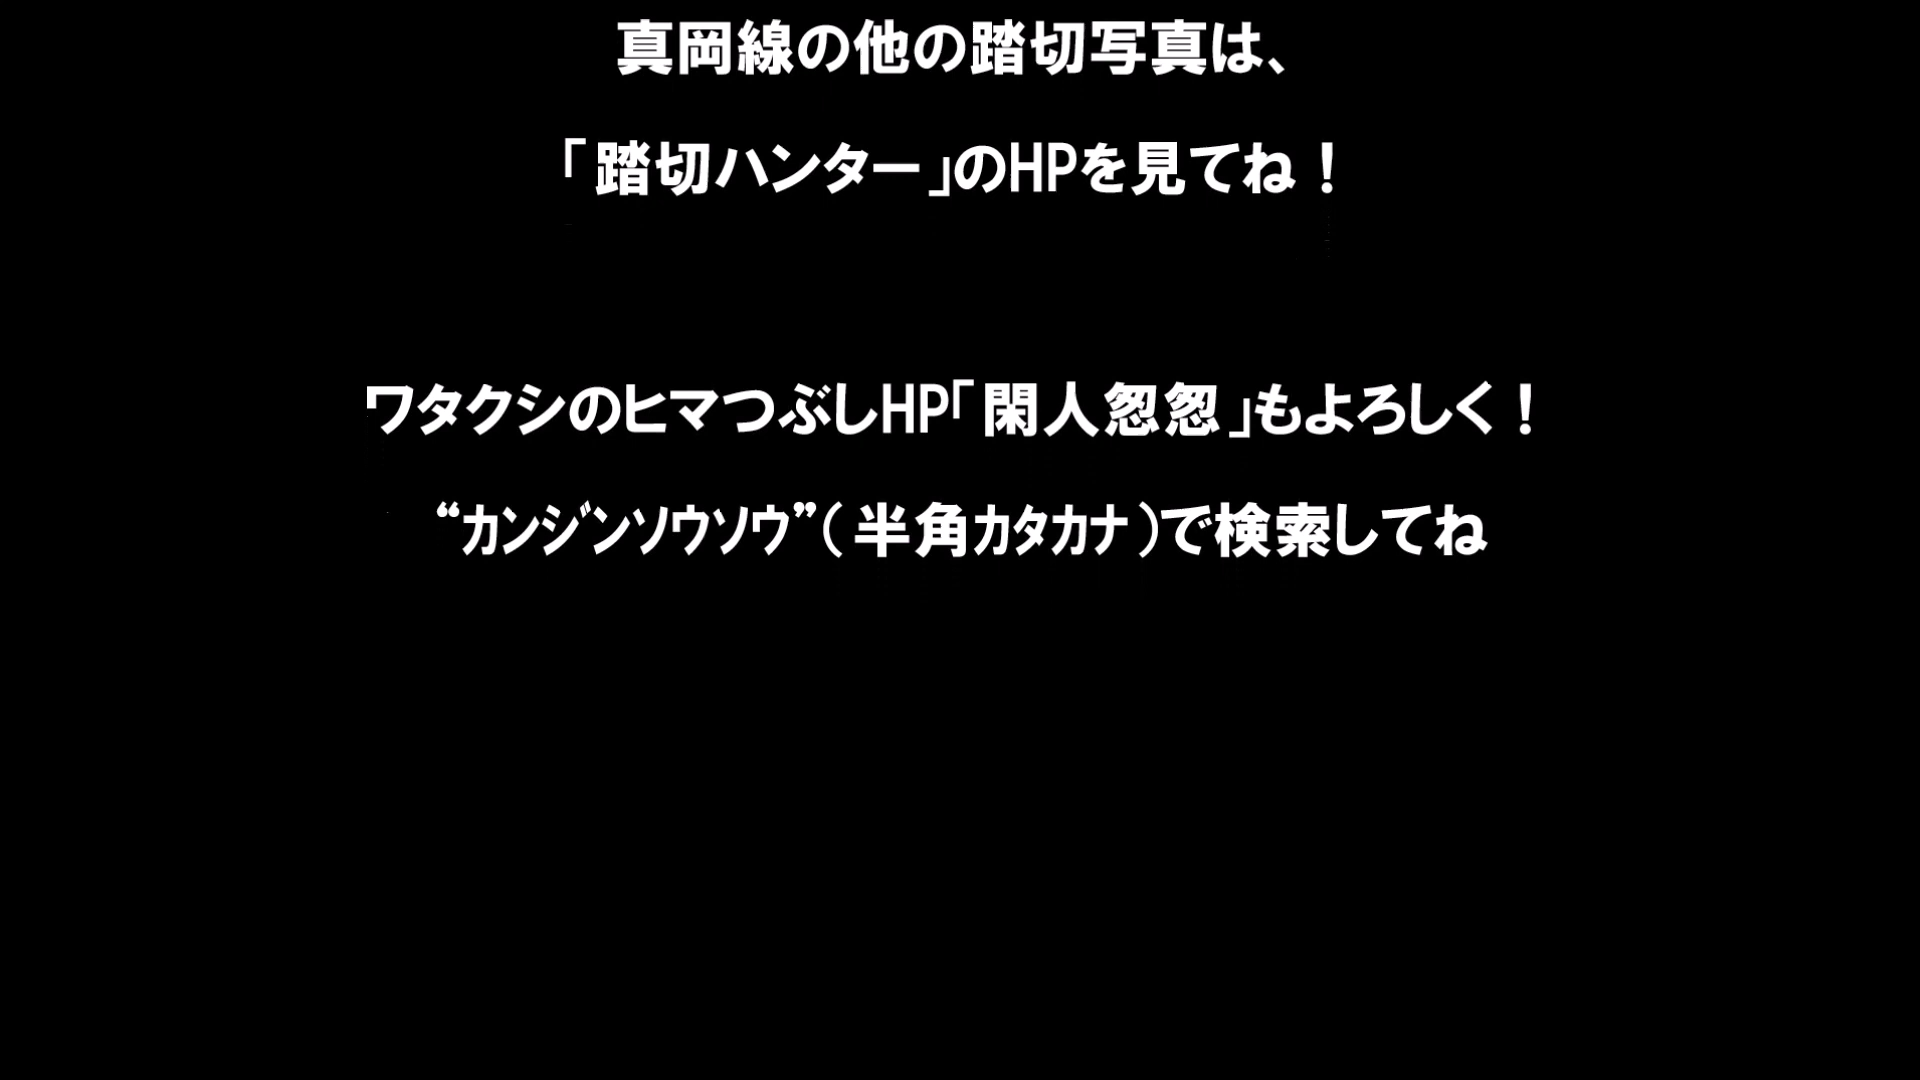 真岡線の他の踏切写真は、
「踏切ハンター」のHPを見てね！
ワタクシのヒマつぶしHP「閑人怱怱」もよろしく！
“ｶﾝｼﾞﾝｿｳｿｳ”（半角ｶﾀｶﾅ）で検索してね